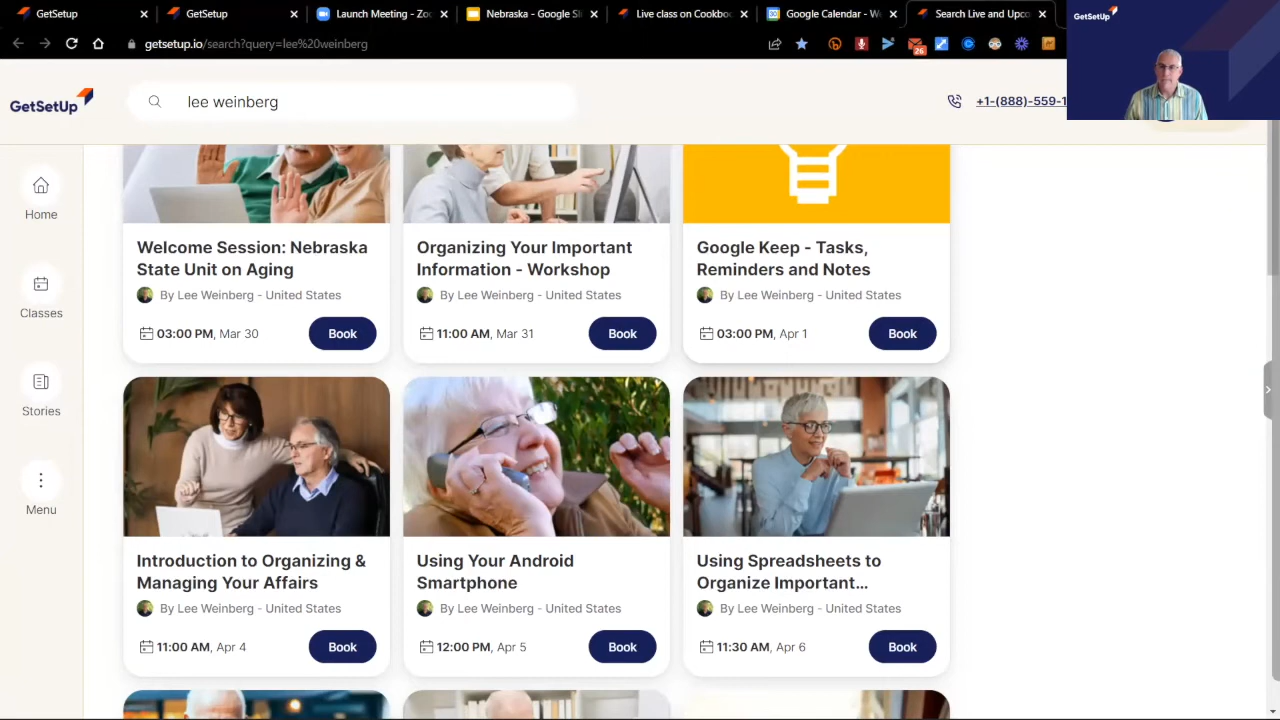 GetSetUp
GetSetUp
Launch Meeting - Zoo
Nebraska - Google Sl
Live class on Cookbo
Google Calendar - We
Search Live and Upco
getsetup.io/search?query=lee%20weinberg
26
GetSetUp
GetSetUp
lee weinberg
+1-(888)-559-1
Home
Classes
Stories
Menu
Welcome Session: Nebraska
State Unit on Aging
By Lee Weinberg - United States
03:00 PM, Mar 30
Book
Organizing Your Important
Information - Workshop
By Lee Weinberg - United States
11:00 AM, Mar 31
Book
Google Keep - Tasks,
Reminders and Notes
By Lee Weinberg - United States
03:00 PM, Apr 1
Book
Introduction to Organizing &
Managing Your Affairs
By Lee Weinberg - United States
11:00 AM, Apr 4
Book
Using Your Android
Smartphone
By Lee Weinberg - United States
12:00 PM, Apr 5
Book
Using Spreadsheets to
Organize Important...
By Lee Weinberg - United States
11:30 AM, Apr 6
Book